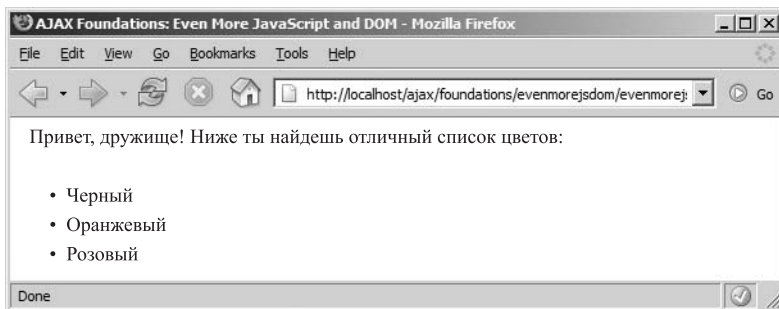 AJAX Foundations: Even More JavaScript and DOM - Mozilla Firefox
File Edit View Go Bookmarks Tools Help
http://localhost/ajax/foundations/evenmorejsdom/evenmorej Go
Привет, дружище! Ниже ты найдешь отличный список цветов:
• Черный
• Оранжевый
• Розовый
Done